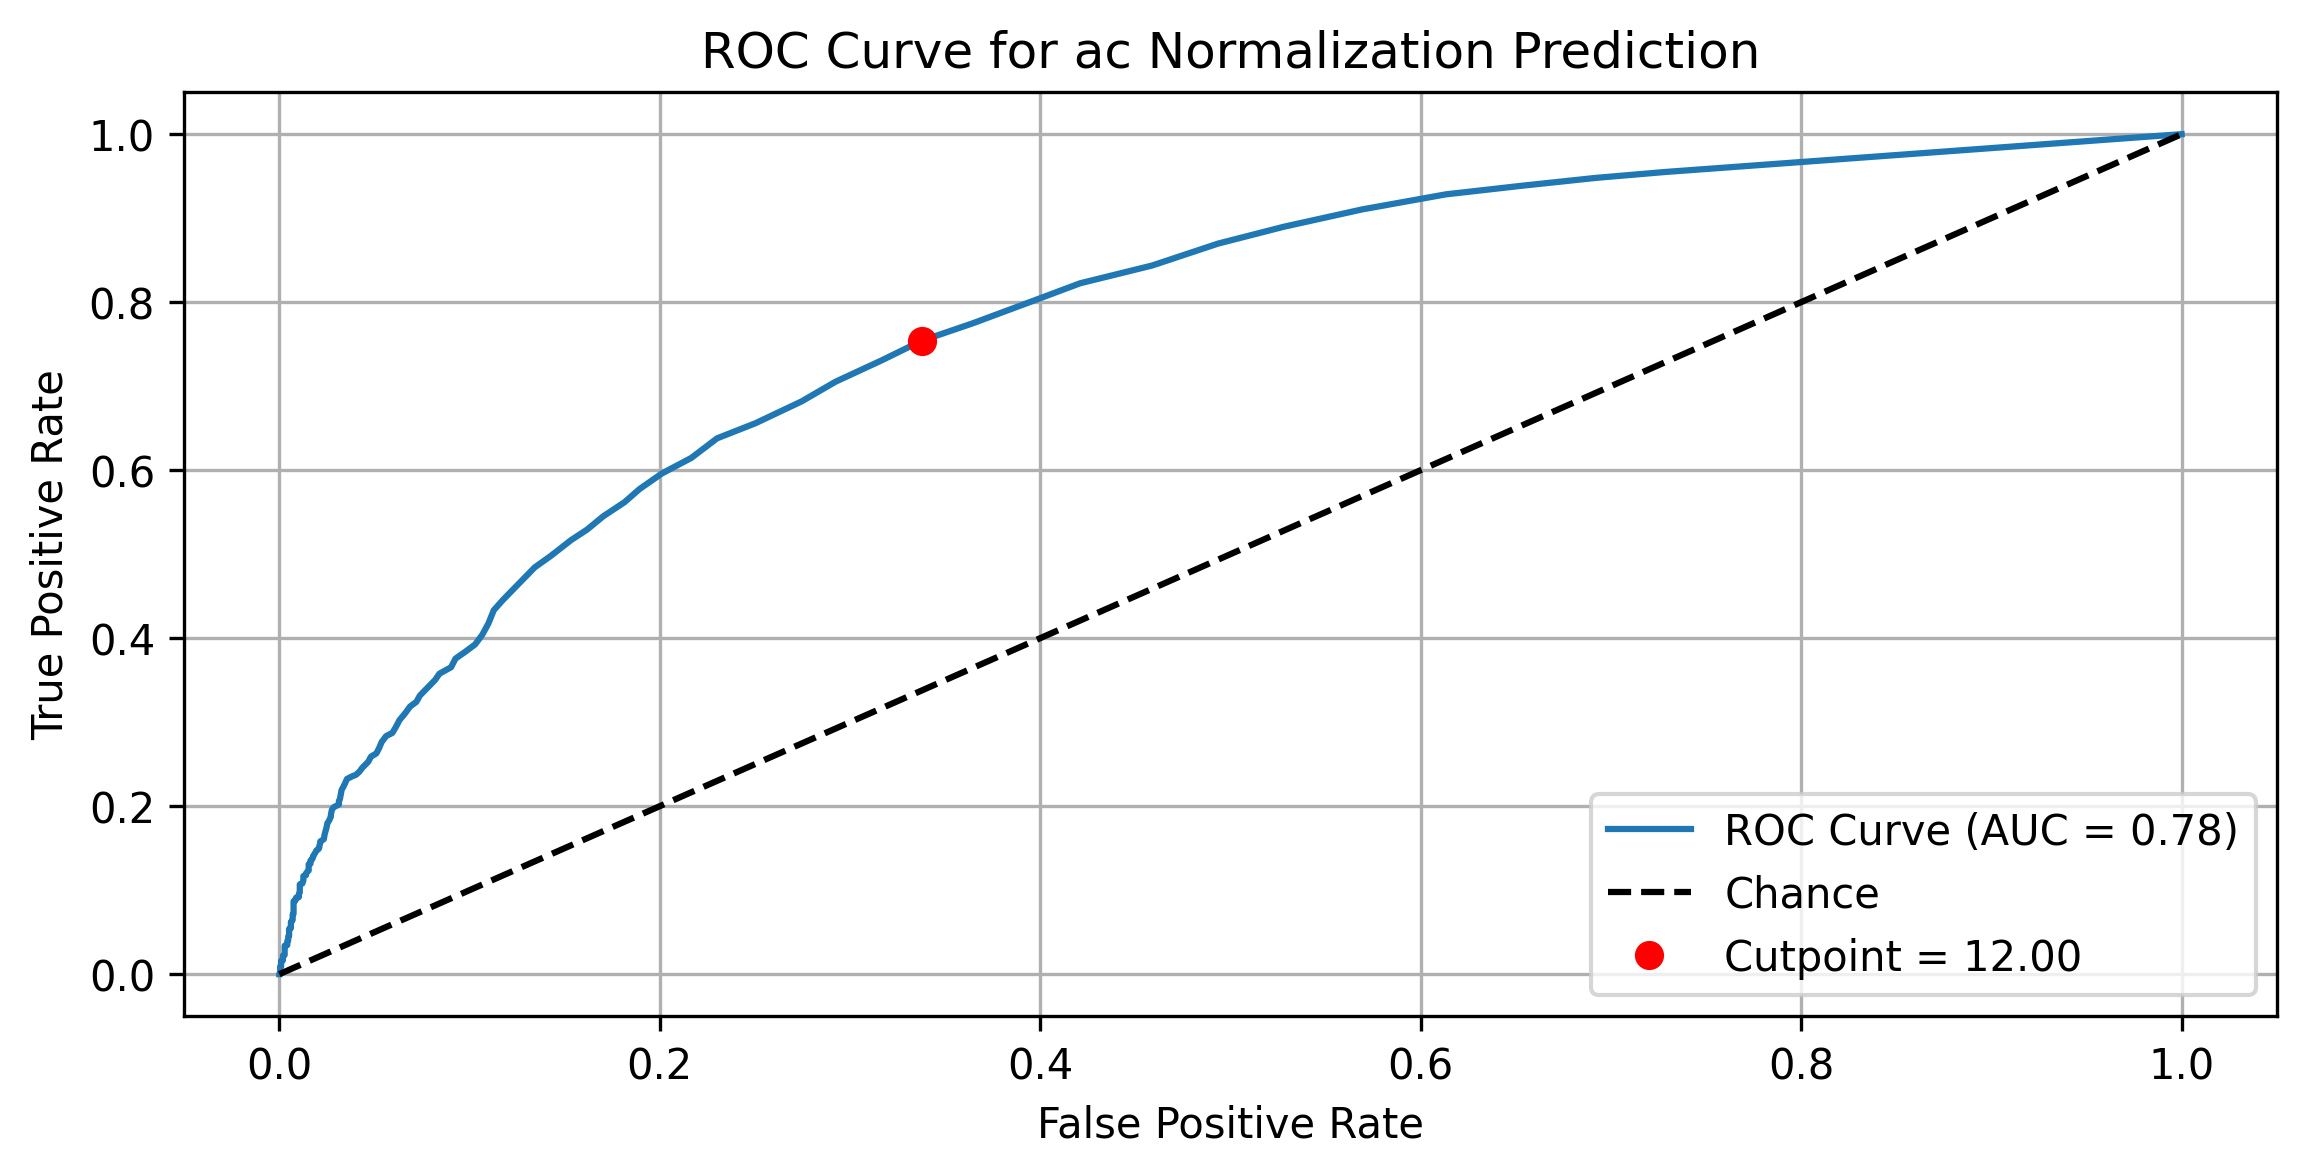 ROC Curve for ac Normalization Prediction
True Positive Rate
1.0
0.8
0.6
0.4
0.2
0.0
0.0 0.2 0.4 0.6 0.8 1.0
False Positive Rate
ROC Curve (AUC = 0.78)
Chance
Cutpoint = 12.00